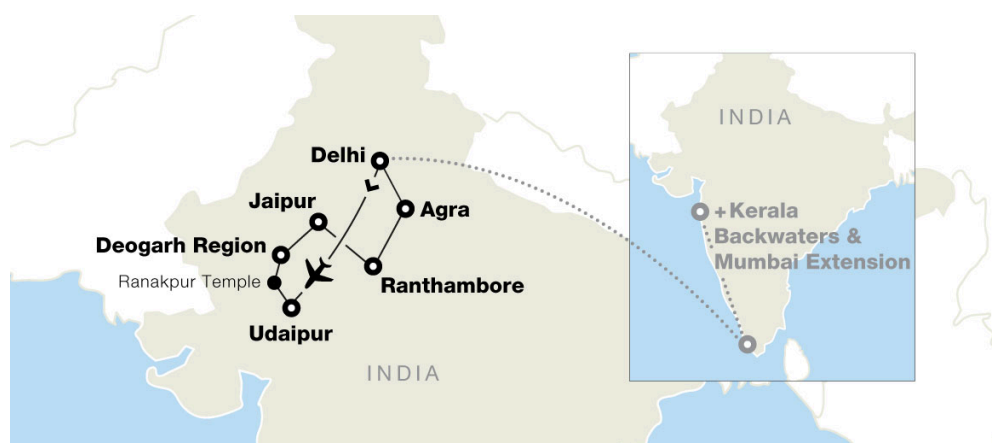 Delhi
Jaipur
Agra
Deogarh Region
Ranakpur Temple
Ranthambore
Udaipur
INDIA
INDIA
+Kerala
Backwaters &
Mumbai Extension